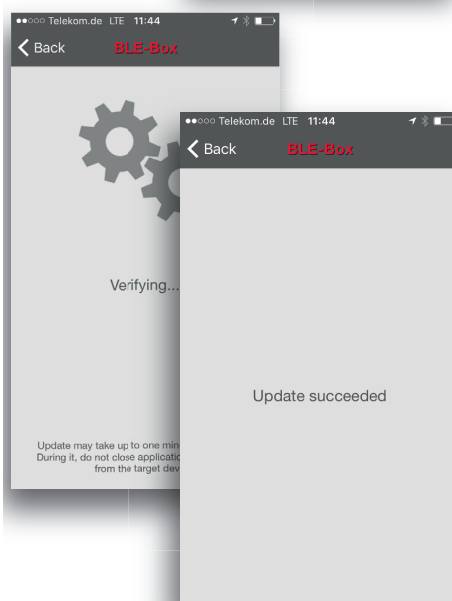 ●●○○○ Telekom.de LTE 11:44
Back BLE-Box
Verifying...
Update may take up to one min
During it, do not close applicatio
from the target dev
●●○○○ Telekom.de LTE 11:44
Back BLE-Box
Update succeeded